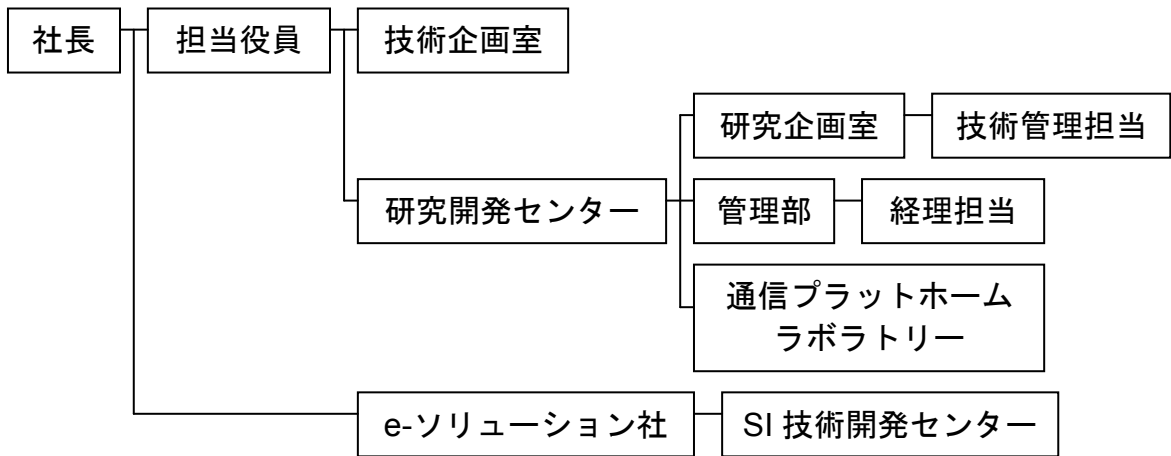 社長
担当役員
技術企画室
研究企画室
技術管理担当
研究開発センター
管理部
経理担当
通信プラットホーム
ラボラトリー
e-ソリューション社
SI 技術開発センター